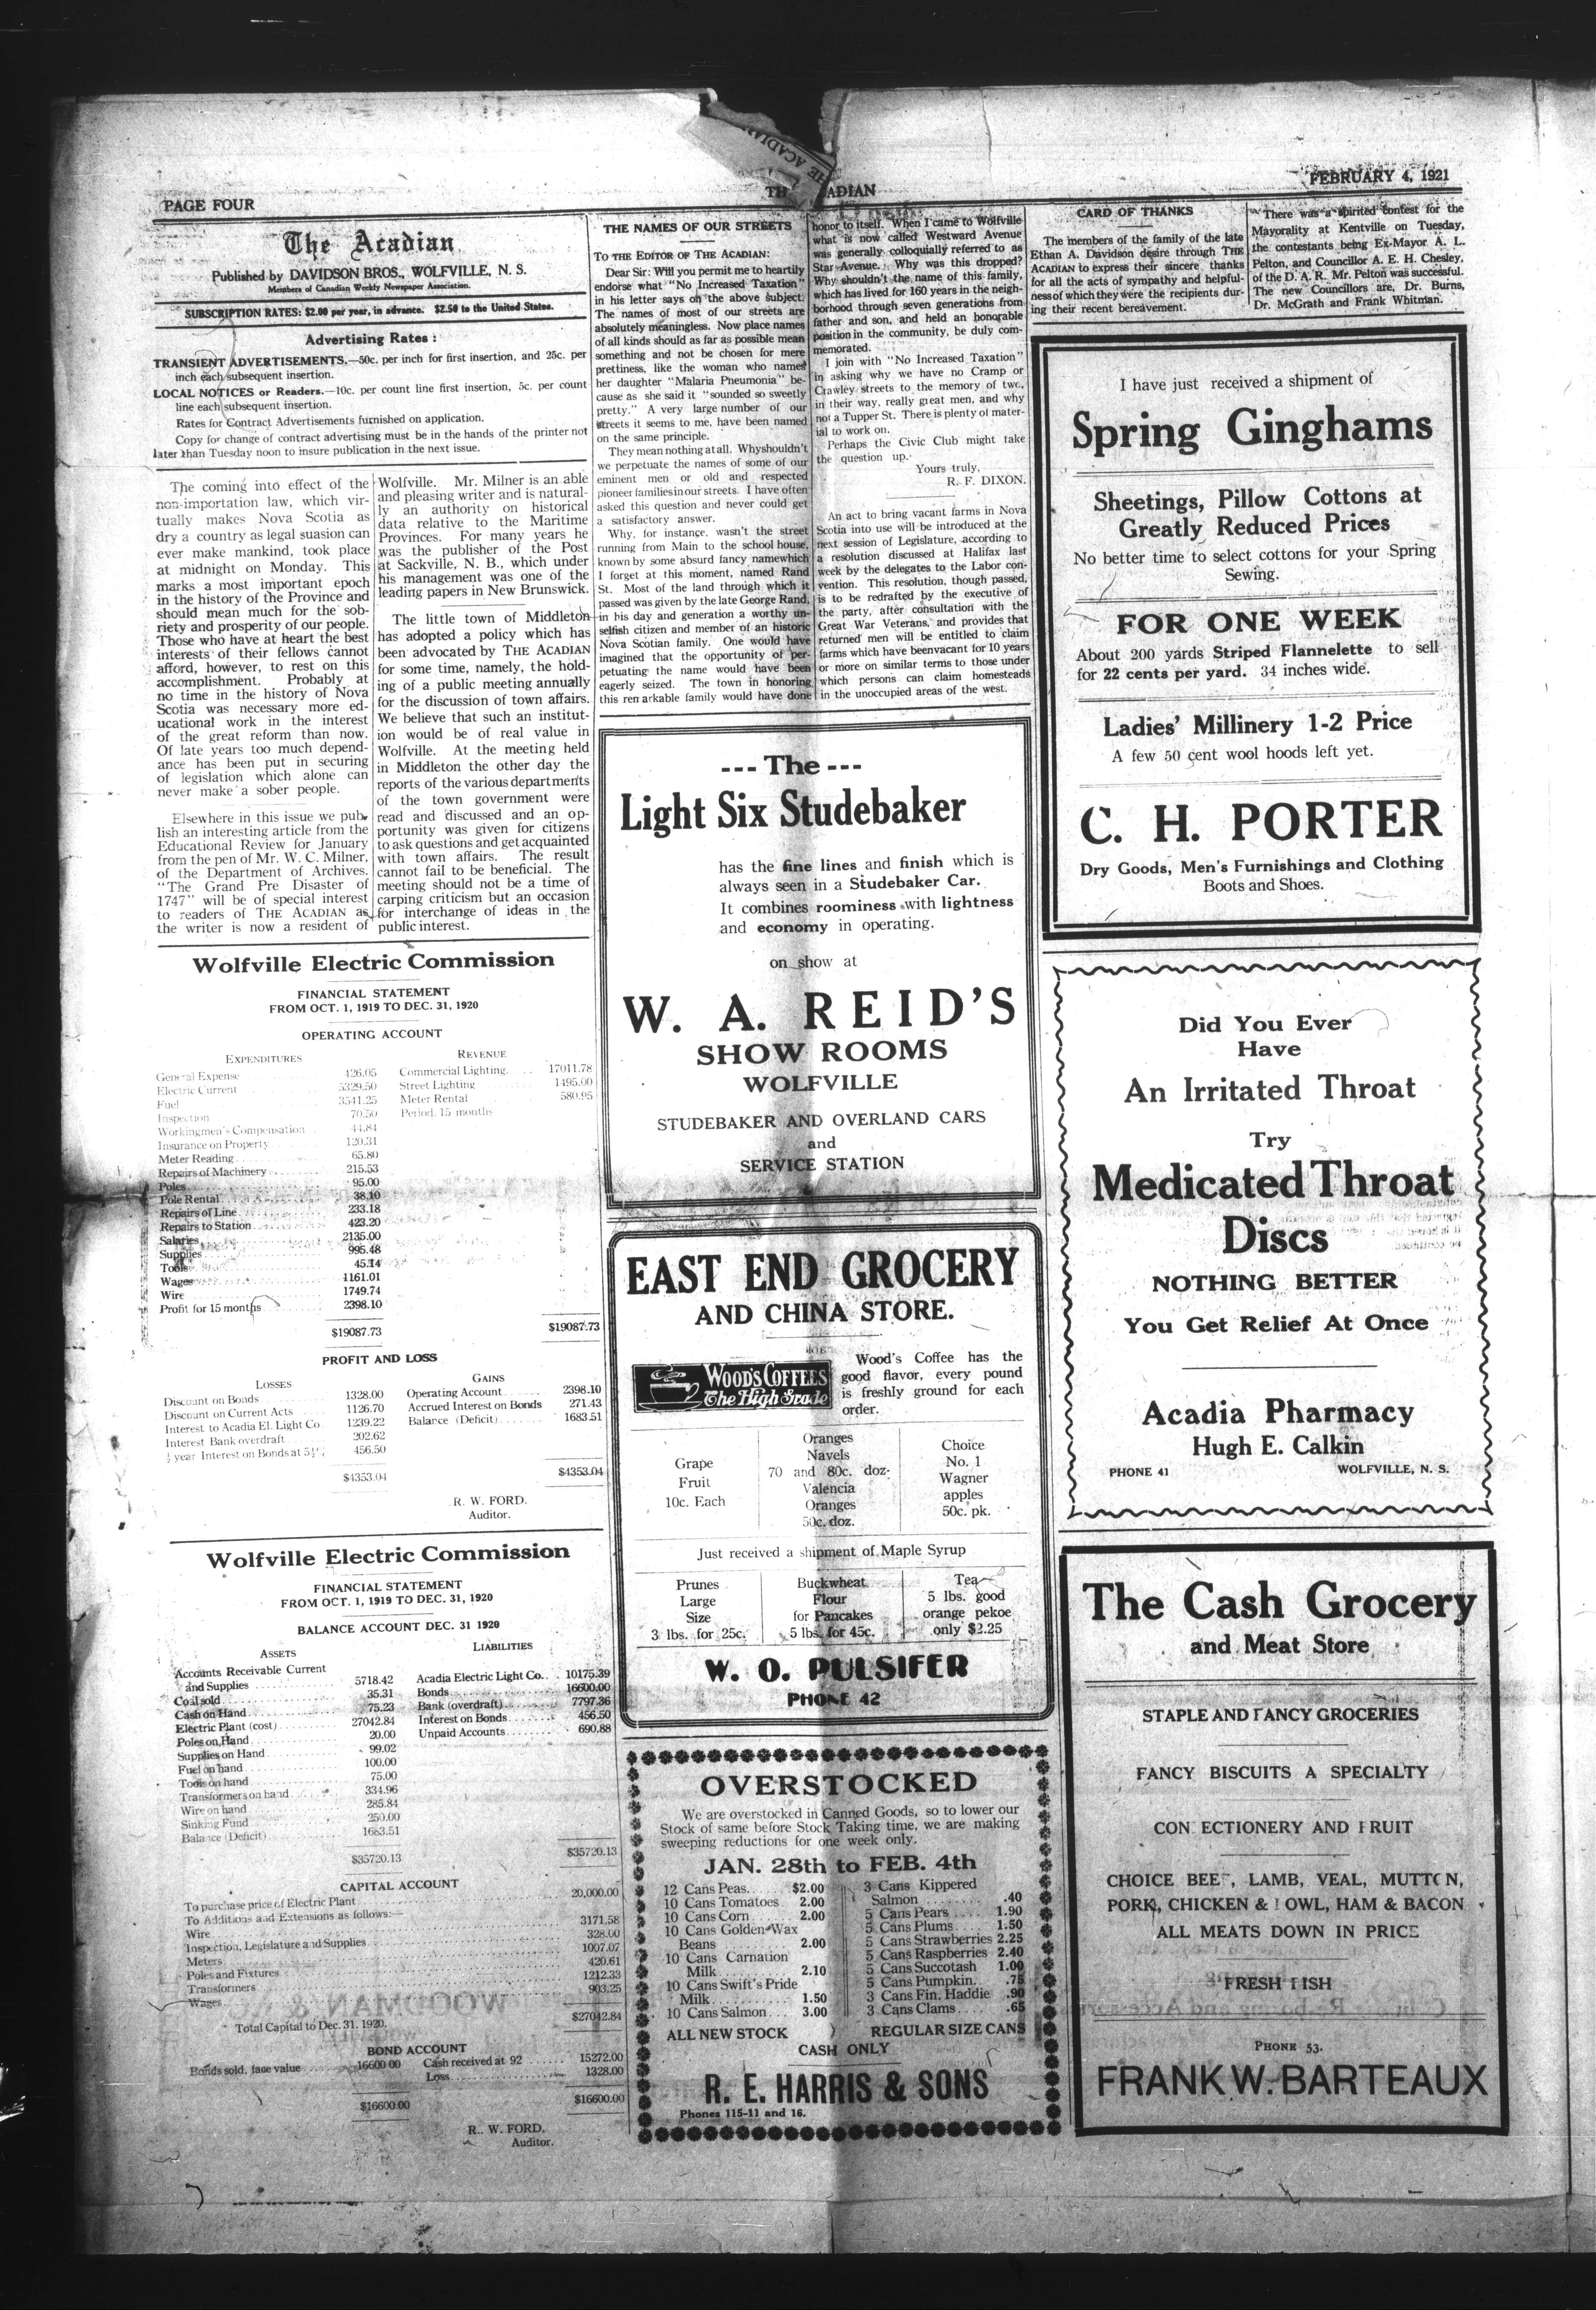 PAGE FOUR
ADIAN
FEBRUARY 4, 1921
The Acadian
Published by DAVIDSON BROS., WOLFVILLE, N. S.
Members of Canadian Weekly Newspaper Association.
SUBSCRIPTION RATES: $2.00 per year, in advance. $2.50 to the United States.
Advertising Rates :
TRANSIENT ADVERTISEMENTS.—50c. per inch for first insertion, and 25c. per
inch each subsequent insertion.
LOCAL NOTICES or Readers.—10c. per count line first insertion, 5c. per count
line each subsequent insertion.
Rates for Contract Advertisements furnished on application.
Copy for change of contract advertising must be in the hands of the printer not
later than Tuesday noon to insure publication in the next issue.
The coming into effect of the
non-importation law, which vir-
tually makes Nova Scotia as
dry a country as legal suasion can
ever make mankind, took place
at midnight on Monday. This
marks a most important epoch
in the history of the Province and
should mean much for the sob-
riety and prosperity of our people.
Those who have at heart the best
interests of their fellows cannot
afford, however, to rest on this
accomplishment. Probably at
no time in the history of Nova
Scotia was necessary more ed-
ucational work in the interest
of the great reform than now.
Of late years too much depend-
ance has been put in securing
of legislation which alone can
never make a sober people.
Elsewhere in this issue we pub-
lish an interesting article from the
Educational Review for January
from the pen of Mr. W. C. Milner,
of the Department of Archives.
"The Grand Pre Disaster of
1747" will be of special interest
to readers of THE ACADIAN as
the writer is now a resident of
Wolfville. Mr. Milner is an able
and pleasing writer and is natural-
ly an authority on historical
data relative to the Maritime
Provinces. For many years he
was the publisher of the Post
at Sackville, N. B., which under
his management was one of the
leading papers in New Brunswick.
The little town of Middleton
has adopted a policy which has
been advocated by THE ACADIAN
for some time, namely, the hold-
ing of a public meeting annually
for the discussion of town affairs.
We believe that such an institut-
ion would be of real value in
Wolfville. At the meeting held
in Middleton the other day the
reports of the various departments
of the town government were
read and discussed and an op-
portunity was given for citizens
to ask questions and get acquainted
with town affairs. The result
cannot fail to be beneficial. The
meeting should not be a time of
carping criticism but an occasion
for interchange of ideas in the
public interest.
Wolfville Electric Commission
FINANCIAL STATEMENT
FROM OCT. 1, 1919 TO DEC. 31, 1920
OPERATING ACCOUNT
EXPENDITURES
General Expense 426.05
Electric Current 5329.50
Fuel 3541.25
Inspection 70.50
Workingmen's Compensation 44.84
Insurance on Property 120.31
Meter Reading 65.80
Repairs of Machinery 215.53
Poles 95.00
Pole Rental 38.10
Repairs of Line 233.18
Repairs to Station 423.20
Salaries 2135.00
Supplies 995.48
Tools 45.14
Wages 1161.01
Wire 1749.74
Profit for 15 months 2398.10
$19087.73
REVENUE
Commercial Lighting 17011.78
Street Lighting 1495.00
Meter Rental 580.95
Period, 15 months
$19087.73
PROFIT AND LOSS
LOSSES
Discount on Bonds 1328.00
Discount on Current Acts 1126.70
Interest to Acadia El. Light Co. 1239.22
Interest Bank overdraft 202.62
½ year Interest on Bonds at 5½% 456.50
$4353.04
GAINS
Operating Account 2398.10
Accrued Interest on Bonds 271.43
Balance (Deficit) 1683.51
$4353.04
R. W. FORD.
Auditor.
Wolfville Electric Commission
FINANCIAL STATEMENT
FROM OCT. 1, 1919 TO DEC. 31, 1920
BALANCE ACCOUNT DEC. 31 1920
ASSETS
Accounts Receivable Current
and Supplies 5718.42
Coal sold 35.31
Cash on Hand 75.23
Electric Plant (cost) 27042.84
Poles on Hand 20.00
Supplies on Hand 99.02
Fuel on hand 100.00
Tools on hand 75.00
Transformers on hand 334.96
Wire on hand 285.84
Sinking Fund 250.00
Balance (Deficit) 1683.51
$35720.13
LIABILITIES
Acadia Electric Light Co. 10175.39
Bonds 16600.00
Bank (overdraft) 7797.36
Interest on Bonds 456.50
Unpaid Accounts 690.88
$35720.13
CAPITAL ACCOUNT
To purchase price of Electric Plant 20,000.00
To Additions and Extensions as follows:—
Wire 3171.58
Inspection, Legislature and Supplies 328.00
Meters 1007.07
Poles and Fixtures 420.61
Transformers 1212.33
Wages 903.25
Total Capital to Dec. 31. 1920. $27042.84
BOND ACCOUNT
Bonds sold, face value 16600 00
$16600.00
Cash received at 92 15272.00
Loss 1328.00
$16600.00
R. W. FORD,
Auditor.
THE NAMES OF OUR STREETS
TO THE EDITOR OF THE ACADIAN:
Dear Sir: Will you permit me to heartily
endorse what "No Increased Taxation"
in his letter says on the above subject.
The names of most of our streets are
absolutely meaningless. Now place names
of all kinds should as far as possible mean
something and not be chosen for mere
prettiness, like the woman who named
her daughter "Malaria Pneumonia" be-
cause as she said it "sounded so sweetly
pretty." A very large number of our
streets it seems to me, have been named
on the same principle.
They mean nothing at all. Why shouldn't
we perpetuate the names of some of our
eminent men or old and respected
pioneer families in our streets. I have often
asked this question and never could get
a satisfactory answer.
Why, for instance, wasn't the street
running from Main to the school house,
known by some absurd fancy name which
I forget at this moment, named Rand
St. Most of the land through which it
passed was given by the late George Rand,
in his day and generation a worthy un-
selfish citizen and member of an historic
Nova Scotian family. One would have
imagined that the opportunity of per-
petuating the name would have been
eagerly seized. The town in honoring
this remarkable family would have done
honor to itself. When I came to Wolfville
what is now called Westward Avenue
was generally colloquially referred to as
Star Avenue. Why was this dropped?
Why shouldn't the name of this family,
which has lived for 160 years in the neigh-
borhood through seven generations from
father and son, and held an honorable
position in the community, be duly com-
memorated.
I join with "No Increased Taxation"
in asking why we have no Cramp or
Crawley streets to the memory of two,
in their way, really great men, and why
not a Tupper St. There is plenty of mater-
ial to work on.
Perhaps the Civic Club might take
the question up.
Yours truly,
R. F. DIXON.
An act to bring vacant farms in Nova
Scotia into use will be introduced at the
next session of Legislature, according to
a resolution discussed at Halifax last
week by the delegates to the Labor con-
vention. This resolution, though passed,
is to be redrafted by the executive of
the party, after consultation with the
Great War Veterans, and provides that
returned men will be entitled to claim
farms which have been vacant for 10 years
or more on similar terms to those under
which persons can claim homesteads
in the unoccupied areas of the west.
CARD OF THANKS
The members of the family of the late
Ethan A. Davidson desire through THE
ACADIAN to express their sincere thanks
for all the acts of sympathy and helpful-
ness of which they were the recipients dur-
ing their recent bereavement.
There was a spirited contest for the
Mayorality at Kentville on Tuesday,
the contestants being Ex-Mayor A. L.
Pelton, and Councillor A. E. H. Chesley,
of the D. A. R. Mr. Pelton was successful.
The new Councillors are, Dr. Burns,
Dr. McGrath and Frank Whitman.
--- The ---
Light Six Studebaker
has the fine lines and finish which is
always seen in a Studebaker Car.
It combines roominess with lightness
and economy in operating.
on show at
W. A. REID'S
SHOW ROOMS
WOLFVILLE
STUDEBAKER AND OVERLAND CARS
and
SERVICE STATION
EAST END GROCERY
AND CHINA STORE.
WOOD'S COFFEES
The High Grade
Wood's Coffee has the
good flavor, every pound
is freshly ground for each
order.
Grape
Fruit
10c. Each
Oranges
Navels
70 and 80c. doz.
Valencia
Oranges
50c. doz.
Choice
No. 1
Wagner
apples
50c. pk.
Just received a shipment of Maple Syrup
Prunes
Large
Size
3 lbs. for 25c.
Buckwheat
Flour
for Pancakes
5 lbs. for 45c.
Tea
5 lbs. good
orange pekoe
only $2.25
W. O. PULSIFER
PHONE 42
OVERSTOCKED
We are overstocked in Canned Goods, so to lower our
Stock of same before Stock Taking time, we are making
sweeping reductions for one week only.
JAN. 28th to FEB. 4th
12 Cans Peas $2.00
10 Cans Tomatoes 2.00
10 Cans Corn 2.00
10 Cans Golden Wax
Beans 2.00
10 Cans Carnation
Milk 2.10
10 Cans Swift's Pride
Milk 1.50
10 Cans Salmon 3.00
3 Cans Kippered
Salmon .40
5 Cans Pears 1.90
5 Cans Plums 1.50
5 Cans Strawberries 2.25
5 Cans Raspberries 2.40
5 Cans Succotash 1.00
5 Cans Pumpkin .75
3 Cans Fin. Haddie .90
3 Cans Clams .65
ALL NEW STOCK
REGULAR SIZE CANS
CASH ONLY
R. E. HARRIS & SONS
Phones 115-11 and 16.
I have just received a shipment of
Spring Ginghams
Sheetings, Pillow Cottons at
Greatly Reduced Prices
No better time to select cottons for your Spring
Sewing.
FOR ONE WEEK
About 200 yards Striped Flannelette to sell
for 22 cents per yard. 34 inches wide.
Ladies' Millinery 1-2 Price
A few 50 cent wool hoods left yet.
C. H. PORTER
Dry Goods, Men's Furnishings and Clothing
Boots and Shoes.
Did You Ever
Have
An Irritated Throat
Try
Medicated Throat
Discs
NOTHING BETTER
You Get Relief At Once
Acadia Pharmacy
Hugh E. Calkin
PHONE 41
WOLFVILLE, N. S.
The Cash Grocery
and Meat Store
STAPLE AND FANCY GROCERIES
FANCY BISCUITS A SPECIALTY
CONFECTIONERY AND FRUIT
CHOICE BEEF, LAMB, VEAL, MUTTON,
PORK, CHICKEN & FOWL, HAM & BACON
ALL MEATS DOWN IN PRICE
FRESH FISH
PHONE 53.
FRANK W. BARTEAUX